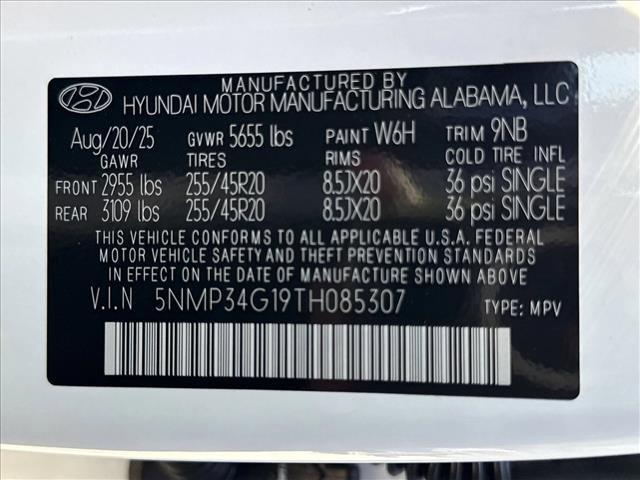 MANUFACTURED BY
HYUNDAI MOTOR MANUFACTURING ALABAMA, LLC
Aug/20/25 GVWR 5655 lbs PAINT W6H TRIM 9NB
GAWR TIRES RIMS COLD TIRE INFL
FRONT 2955 lbs 255/45R20 8.5JX20 36 psi SINGLE
REAR 3109 lbs 255/45R20 8.5JX20 36 psi SINGLE
THIS VEHICLE CONFORMS TO ALL APPLICABLE U.S.A. FEDERAL
MOTOR VEHICLE SAFETY AND THEFT PREVENTION STANDARDS
IN EFFECT ON THE DATE OF MANUFACTURE SHOWN ABOVE
V.I.N 5NMP34G19TH085307 TYPE: MPV